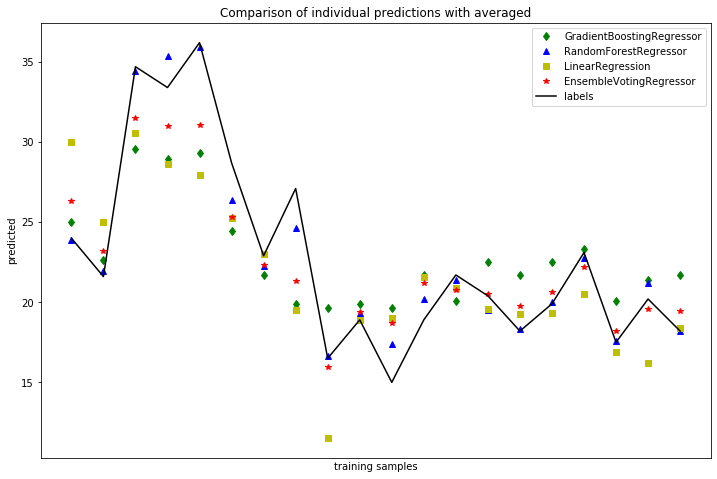 Comparison of individual predictions with averaged
GradientBoostingRegressor
RandomForestRegressor
LinearRegression
EnsembleVotingRegressor
labels
35
30
25
20
15
predicted
training samples